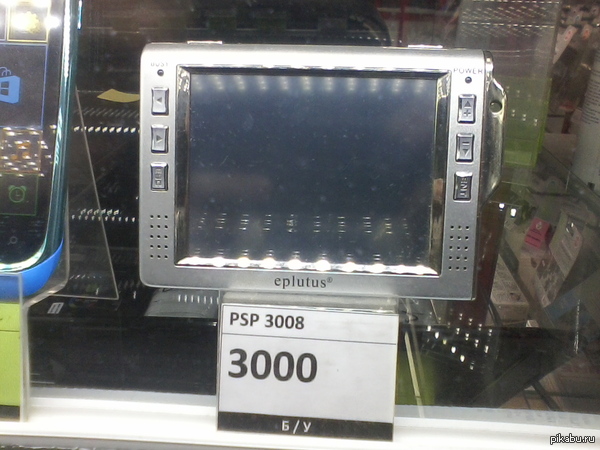 BUSY
POWER
eplutus®
PSP 3008
3000
Б/У
pikabu.ru